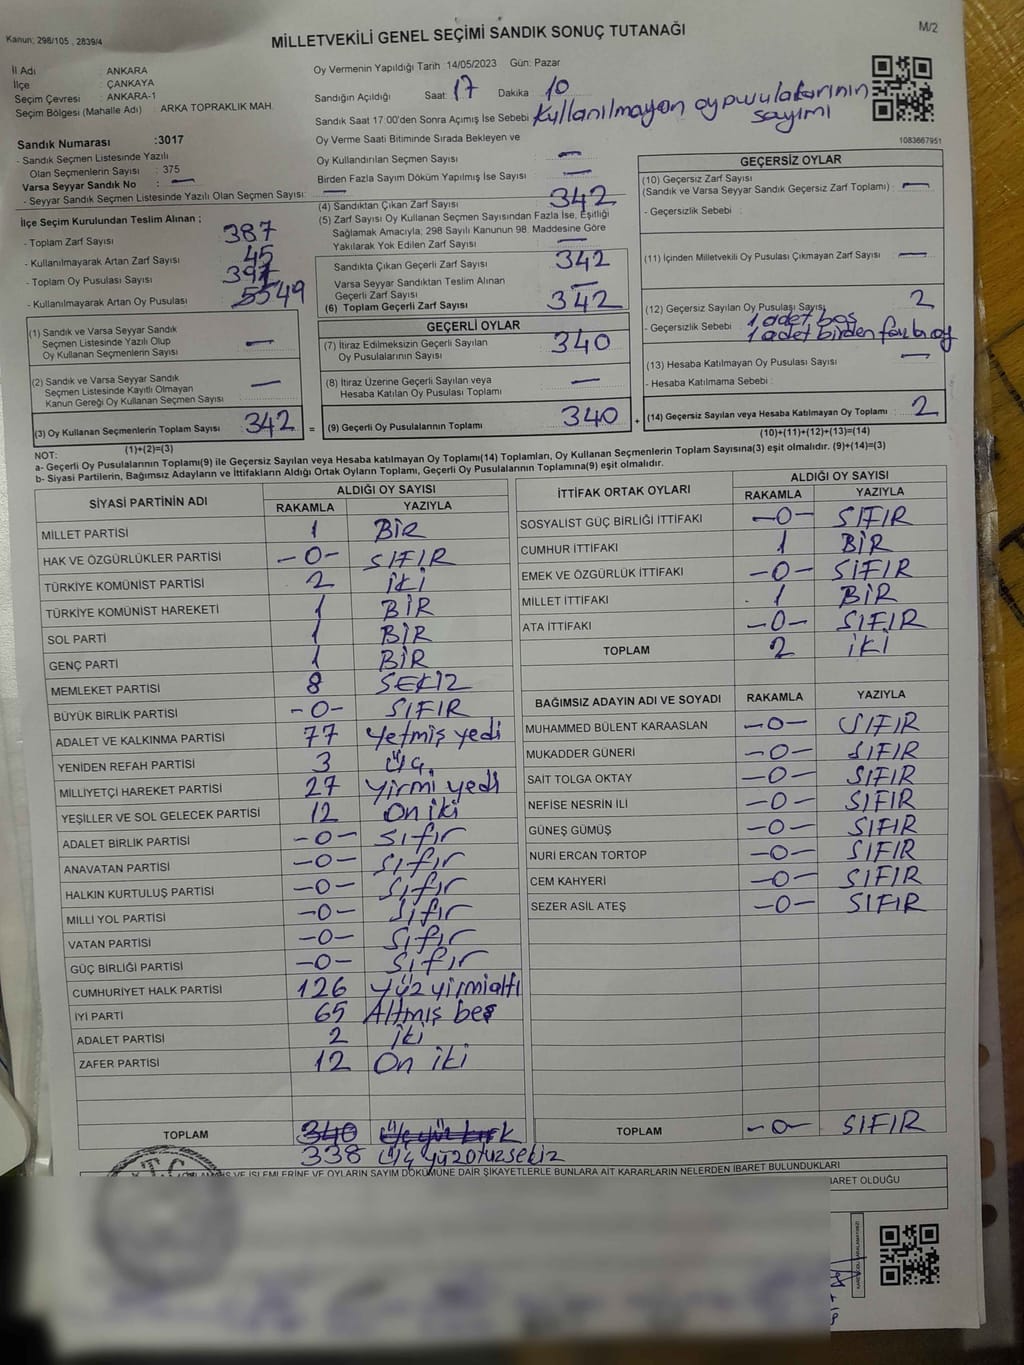 Kanun; 298/105 , 2839/4
MİLLETVEKİLİ GENEL SEÇİMİ SANDIK SONUÇ TUTANAĞI
M/2
İl Adı : ANKARA
İlçe : ÇANKAYA
Seçim Çevresi : ANKARA-1
Seçim Bölgesi (Mahalle Adı) : ARKA TOPRAKLIK MAH.
Sandık Numarası :3017
- Sandık Seçmen Listesinde Yazılı
Olan Seçmenlerin Sayısı : 375
Varsa Seyyar Sandık No : —
- Seyyar Sandık Seçmen Listesinde Yazılı Olan Seçmen Sayısı: —
Oy Vermenin Yapıldığı Tarih :14/05/2023 Gün: Pazar
Sandığın Açıldığı Saat: 17 Dakika 10
Sandık Saat 17:00'den Sonra Açımış İse Sebebi Kullanılmayan oy pusulalarının
sayımı
Oy Verme Saati Bitiminde Sırada Bekleyen ve
Oy Kullandırılan Seçmen Sayısı : —
Birden Fazla Sayım Döküm Yapılmış İse Sayısı : —
1083667951
İlçe Seçim Kurulundan Teslim Alınan ;
- Toplam Zarf Sayısı : 387
- Kullanılmayarak Artan Zarf Sayısı : 45
- Toplam Oy Pusulası Sayısı : 397
- Kullanılmayarak Artan Oy Pusulası : 5549
(4) Sandıktan Çıkan Zarf Sayısı : 342
(5) Zarf Sayısı Oy Kullanan Seçmen Sayısından Fazla İse, Eşitliği
Sağlamak Amacıyla; 298 Sayılı Kanunun 98. Maddesine Göre
Yakılarak Yok Edilen Zarf Sayısı : —
Sandıkta Çıkan Geçerli Zarf Sayısı : 342
Varsa Seyyar Sandıktan Teslim Alınan
Geçerli Zarf Sayısı : —
(6) Toplam Geçerli Zarf Sayısı : 342
GEÇERSİZ OYLAR
(10) Geçersiz Zarf Sayısı
(Sandık ve Varsa Seyyar Sandık Geçersiz Zarf Toplamı) : —
- Geçersizlik Sebebi :
(11) İçinden Milletvekili Oy Pusulası Çıkmayan Zarf Sayısı : —
(12) Geçersiz Sayılan Oy Pusulası Sayısı : 2
- Geçersizlik Sebebi : 1 adet boş
1 adet birden fazla oy
(13) Hesaba Katılmayan Oy Pusulası Sayısı : —
- Hesaba Katılmama Sebebi :
(14) Geçersiz Sayılan veya Hesaba Katılmayan Oy Toplamı : 2
(10)+(11)+(12)+(13)=(14)
(1) Sandık ve Varsa Seyyar Sandık
Seçmen Listesinde Yazılı Olup
Oy Kullanan Seçmenlerin Sayısı : —
(2) Sandık ve Varsa Seyyar Sandık
Seçmen Listesinde Kayıtlı Olmayan
Kanun Gereği Oy Kullanan Seçmen Sayısı : —
(3) Oy Kullanan Seçmenlerin Toplam Sayısı : 342 =
(1)+(2)=(3)
GEÇERLİ OYLAR
(7) İtiraz Edilmeksizin Geçerli Sayılan
Oy Pusulalarının Sayısı : 340
(8) İtiraz Üzerine Geçerli Sayılan veya
Hesaba Katılan Oy Pusulası Toplamı : —
(9) Geçerli Oy Pusulalarının Toplamı : 340 +
NOT:
a- Geçerli Oy Pusulalarının Toplamı(9) ile Geçersiz Sayılan veya Hesaba katılmayan Oy Toplamı(14) Toplamları, Oy Kullanan Seçmenlerin Toplam Sayısına(3) eşit olmalıdır. (9)+(14)=(3)
b- Siyasi Partilerin, Bağımsız Adayların ve İttifakların Aldığı Ortak Oyların Toplamı, Geçerli Oy Pusulalarının Toplamına(9) eşit olmalıdır.
SİYASİ PARTİNİN ADI ALDIĞI OY SAYISI
RAKAMLA YAZIYLA
MİLLET PARTİSİ 1 BİR
HAK VE ÖZGÜRLÜKLER PARTİSİ -0- SIFIR
TÜRKİYE KOMÜNİST PARTİSİ 2 İKİ
TÜRKİYE KOMÜNİST HAREKETİ 1 BİR
SOL PARTİ 1 BİR
GENÇ PARTİ 1 BİR
MEMLEKET PARTİSİ 8 SEKİZ
BÜYÜK BİRLİK PARTİSİ -0- SIFIR
ADALET VE KALKINMA PARTİSİ 77 Yetmiş yedi
YENİDEN REFAH PARTİSİ 3 Üç
MİLLİYETÇİ HAREKET PARTİSİ 27 Yirmi yedi
YEŞİLLER VE SOL GELECEK PARTİSİ 12 On iki
ADALET BİRLİK PARTİSİ -0- Sıfır
ANAVATAN PARTİSİ -0- Sıfır
HALKIN KURTULUŞ PARTİSİ -0- Sıfır
MİLLİ YOL PARTİSİ -0- Sıfır
VATAN PARTİSİ -0- Sıfır
GÜÇ BİRLİĞİ PARTİSİ -0- Sıfır
CUMHURİYET HALK PARTİSİ 126 Yüz yirmialtı
İYİ PARTİ 65 Altmış beş
ADALET PARTİSİ 2 İki
ZAFER PARTİSİ 12 On iki
TOPLAM 340 Üç yüz kırk
338 Üç yüz otuz sekiz
İTTİFAK ORTAK OYLARI ALDIĞI OY SAYISI
RAKAMLA YAZIYLA
SOSYALİST GÜÇ BİRLİĞİ İTTİFAKI -0- SIFIR
CUMHUR İTTİFAKI 1 BİR
EMEK VE ÖZGÜRLÜK İTTİFAKI -0- SIFIR
MİLLET İTTİFAKI 1 BİR
ATA İTTİFAKI -0- SIFIR
TOPLAM 2 İKİ
BAĞIMSIZ ADAYIN ADI VE SOYADI RAKAMLA YAZIYLA
MUHAMMED BÜLENT KARAASLAN -0- SIFIR
MUKADDER GÜNERİ -0- SIFIR
SAİT TOLGA OKTAY -0- SIFIR
NEFİSE NESRİN İLİ -0- SIFIR
GÜNEŞ GÜMÜŞ -0- SIFIR
NURİ ERCAN TORTOP -0- SIFIR
CEM KAHYERİ -0- SIFIR
SEZER ASİL ATEŞ -0- SIFIR
TOPLAM -0- SIFIR
T.C.
VE İŞLEMLERİNE VE OYLARIN SAYIM DÖKÜMÜNE DAİR ŞİKAYETLERLE BUNLARA AİT KARARLARIN NELERDEN İBARET BULUNDUKLARI
BARET OLDUĞU